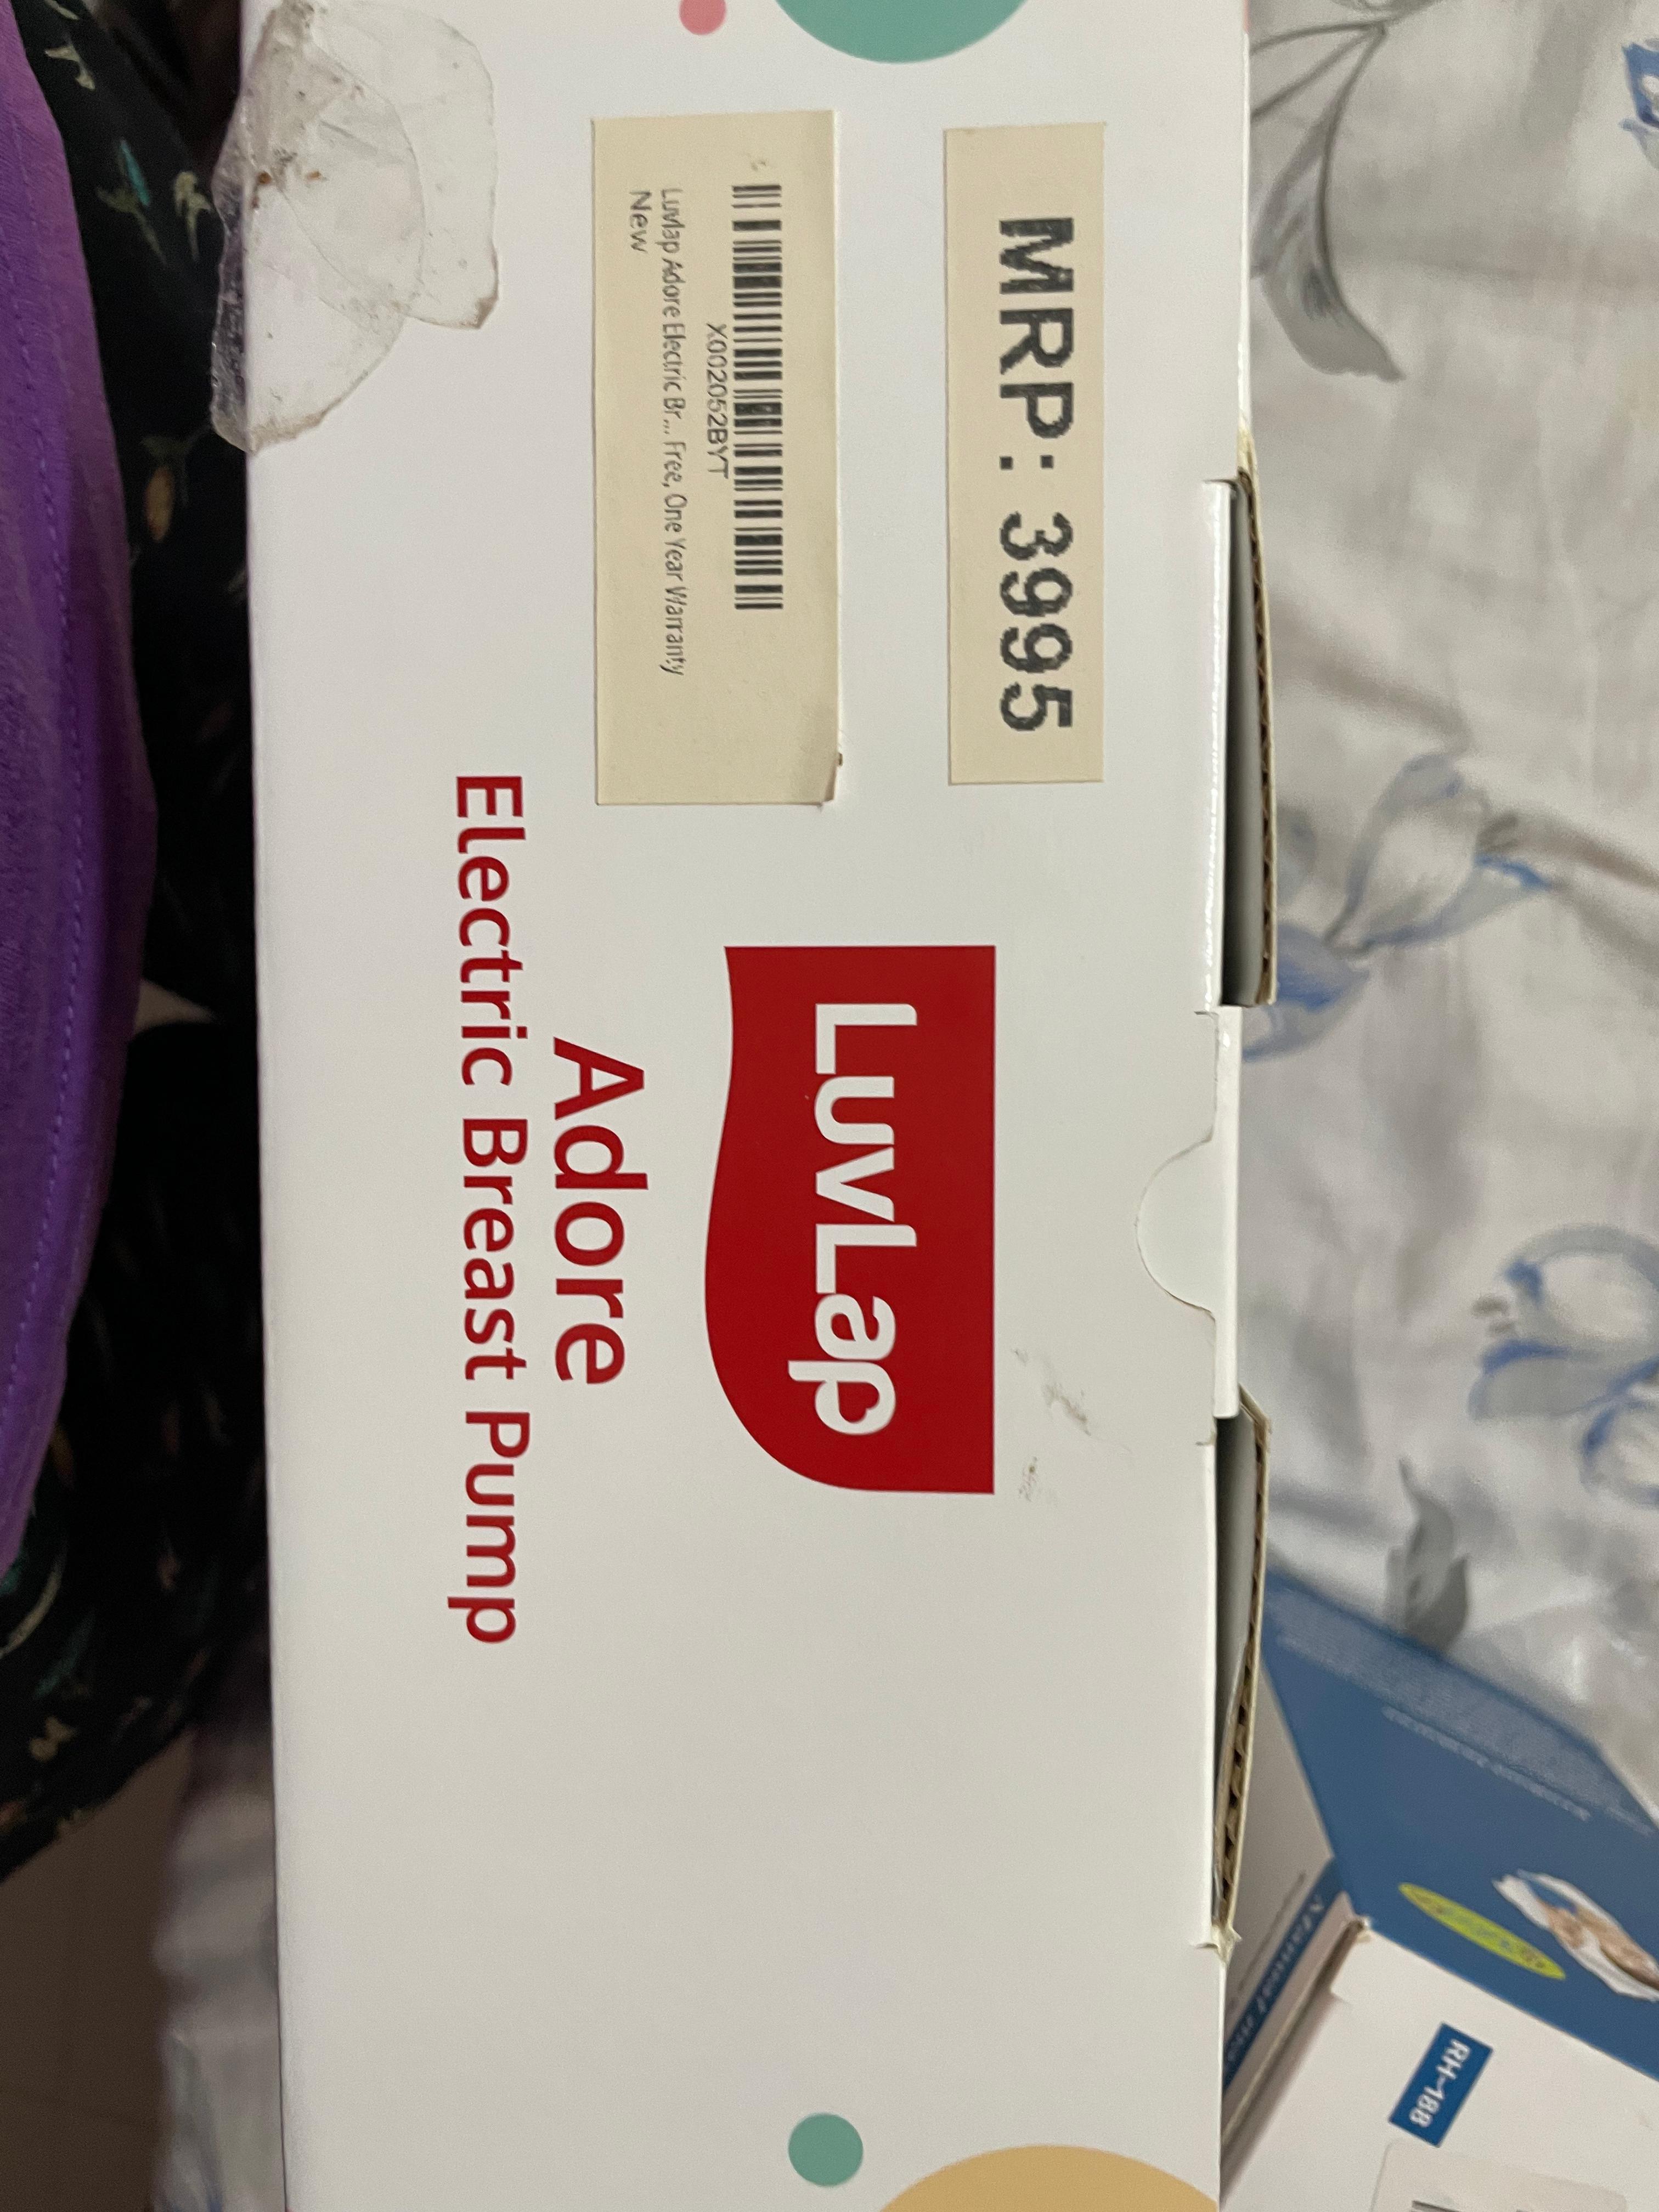 MRP: 3995
X002052BYT
Luvlap Adore Electric Br... Free, One Year Warranty
New
LuvLap
Adore
Electric Breast Pump
RH-188